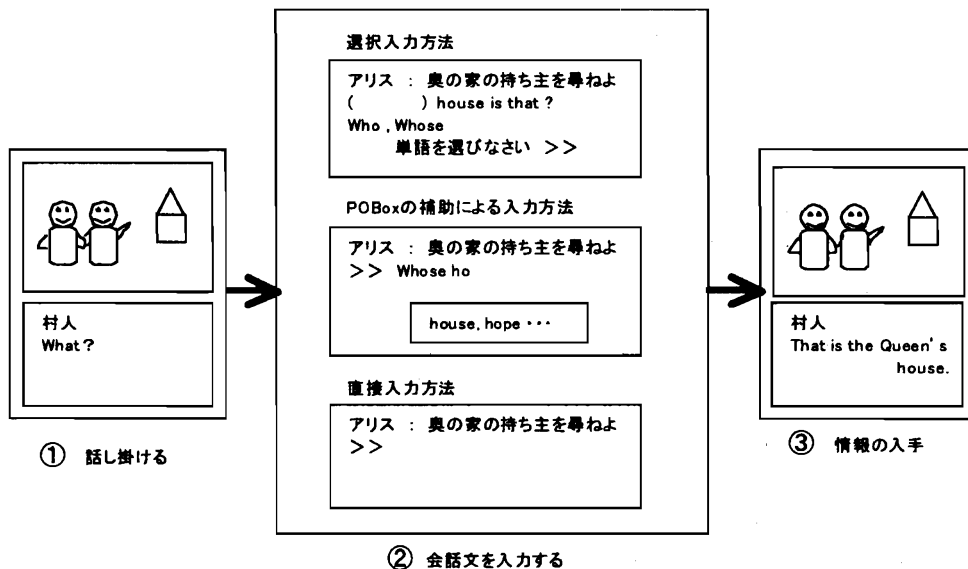 村人
What?
① 話し掛ける
選択入力方法
アリス : 奥の家の持ち主を尋ねよ
( ) house is that ?
Who , Whose
単語を選びなさい >>
POBoxの補助による入力方法
アリス : 奥の家の持ち主を尋ねよ
>> Whose ho
house, hope ・・・
直接入力方法
アリス : 奥の家の持ち主を尋ねよ
>>
② 会話文を入力する
村人
That is the Queen's
house.
③ 情報の入手